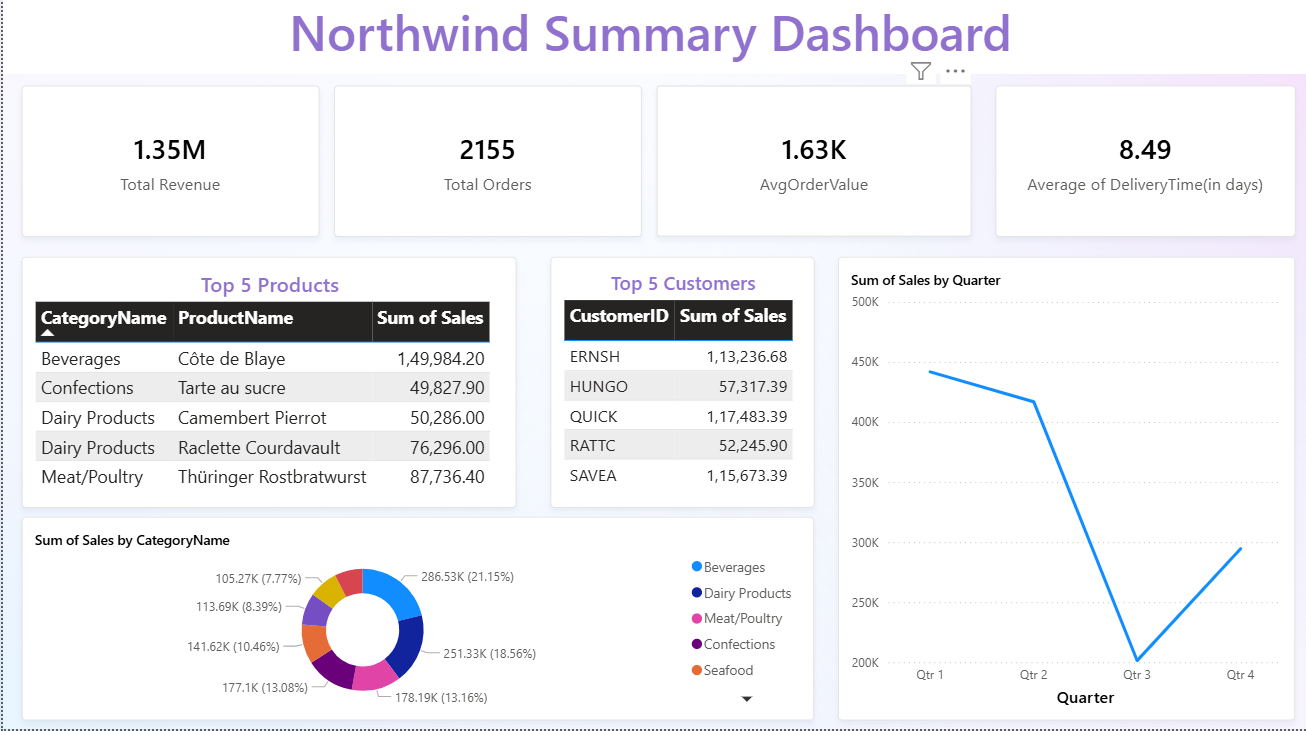 Northwind Summary Dashboard
1.35M
Total Revenue
2155
Total Orders
1.63K
AvgOrderValue
8.49
Average of DeliveryTime(in days)
Top 5 Products
CategoryName ProductName Sum of Sales
Beverages Côte de Blaye 1,49,984.20
Confections Tarte au sucre 49,827.90
Dairy Products Camembert Pierrot 50,286.00
Dairy Products Raclette Courdavault 76,296.00
Meat/Poultry Thüringer Rostbratwurst 87,736.40
Top 5 Customers
CustomerID Sum of Sales
ERNSH 1,13,236.68
HUNGO 57,317.39
QUICK 1,17,483.39
RATTC 52,245.90
SAVEA 1,15,673.39
Sum of Sales by Quarter
500K
450K
400K
350K
300K
250K
200K
Qtr 1 Qtr 2 Qtr 3 Qtr 4
Quarter
Sum of Sales by CategoryName
105.27K (7.77%)
113.69K (8.39%)
141.62K (10.46%)
177.1K (13.08%)
286.53K (21.15%)
251.33K (18.56%)
178.19K (13.16%)
Beverages
Dairy Products
Meat/Poultry
Confections
Seafood